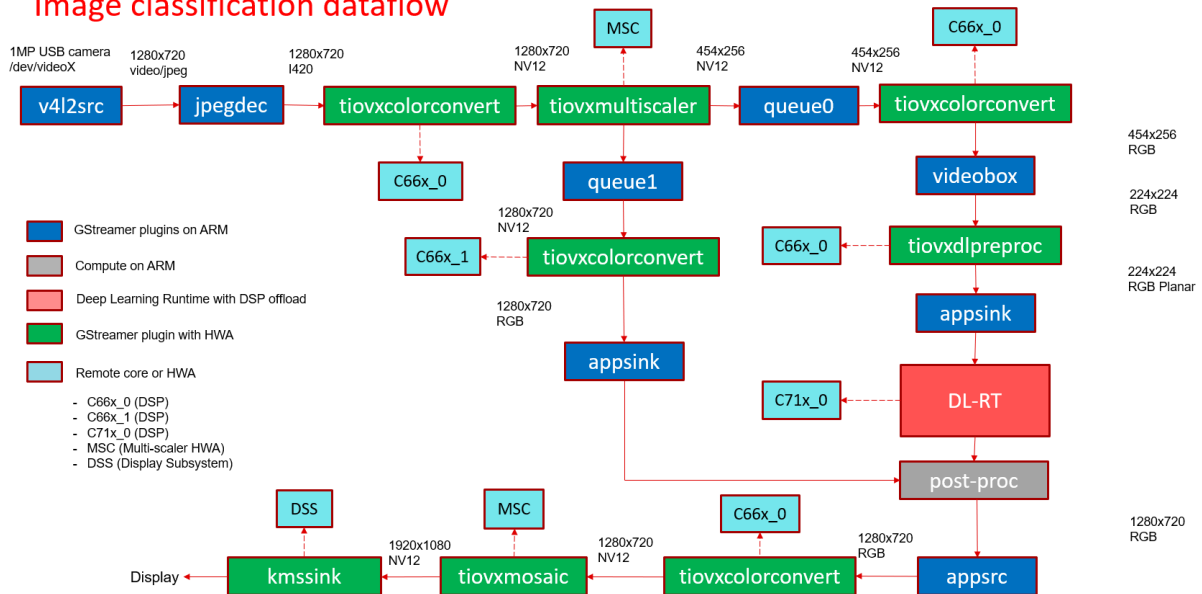 Image classification dataflow
1MP USB camera
/dev/videoX
1280x720
video/jpeg
1280x720
I420
1280x720
NV12
MSC
454x256
NV12
454x256
NV12
C66x_0
v4l2src
jpegdec
tiovxcolorconvert
tiovxmultiscaler
queue0
tiovxcolorconvert
C66x_0
queue1
454x256
RGB
videobox
224x224
RGB
1280x720
NV12
C66x_1
tiovxcolorconvert
C66x_0
tiovxdlpreproc
224x224
RGB Planar
1280x720
RGB
appsink
appsink
GStreamer plugins on ARM
Compute on ARM
Deep Learning Runtime with DSP offload
GStreamer plugin with HWA
Remote core or HWA
- C66x_0 (DSP)
- C66x_1 (DSP)
- C71x_0 (DSP)
- MSC (Multi-scaler HWA)
- DSS (Display Subsystem)
C71x_0
DL-RT
post-proc
DSS
MSC
C66x_0
1280x720
RGB
1920x1080
NV12
1280x720
NV12
1280x720
RGB
Display
kmssink
tiovxmosaic
tiovxcolorconvert
appsrc